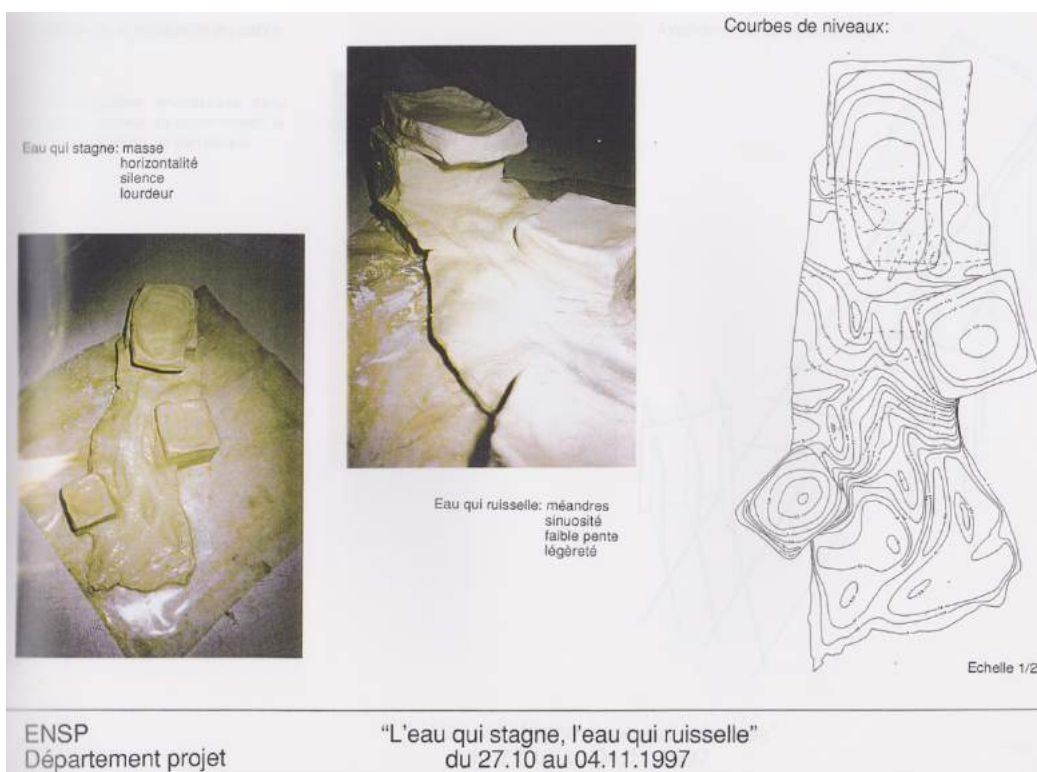 Courbes de niveaux:
Eau qui stagne: masse
horizontalité
silence
lourdeur
Eau qui ruisselle: méandres
sinuosité
faible pente
légèreté
Echelle 1/2
ENSP
Département projet
"L'eau qui stagne, l'eau qui ruisselle"
du 27.10 au 04.11.1997